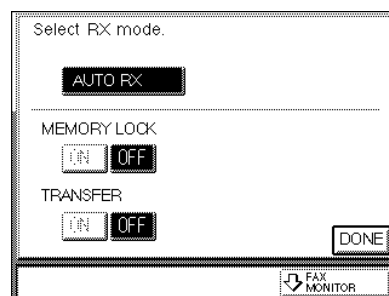 Select RX mode.
AUTO RX
MEMORY LOCK
ON OFF
TRANSFER
ON OFF
DONE
FAX
MONITOR